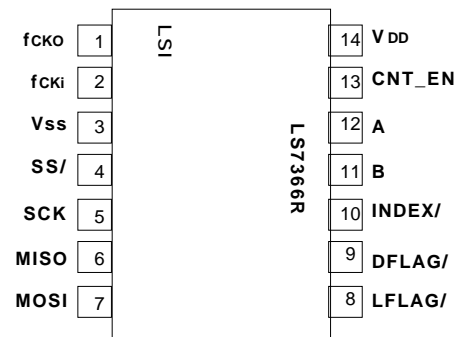 fCKO 1 LSI 14 VDD
fCKi 2 13 CNT_EN
Vss 3 12 A
SS/ 4 LS7366R 11 B
SCK 5 10 INDEX/
MISO 6 9 DFLAG/
MOSI 7 8 LFLAG/